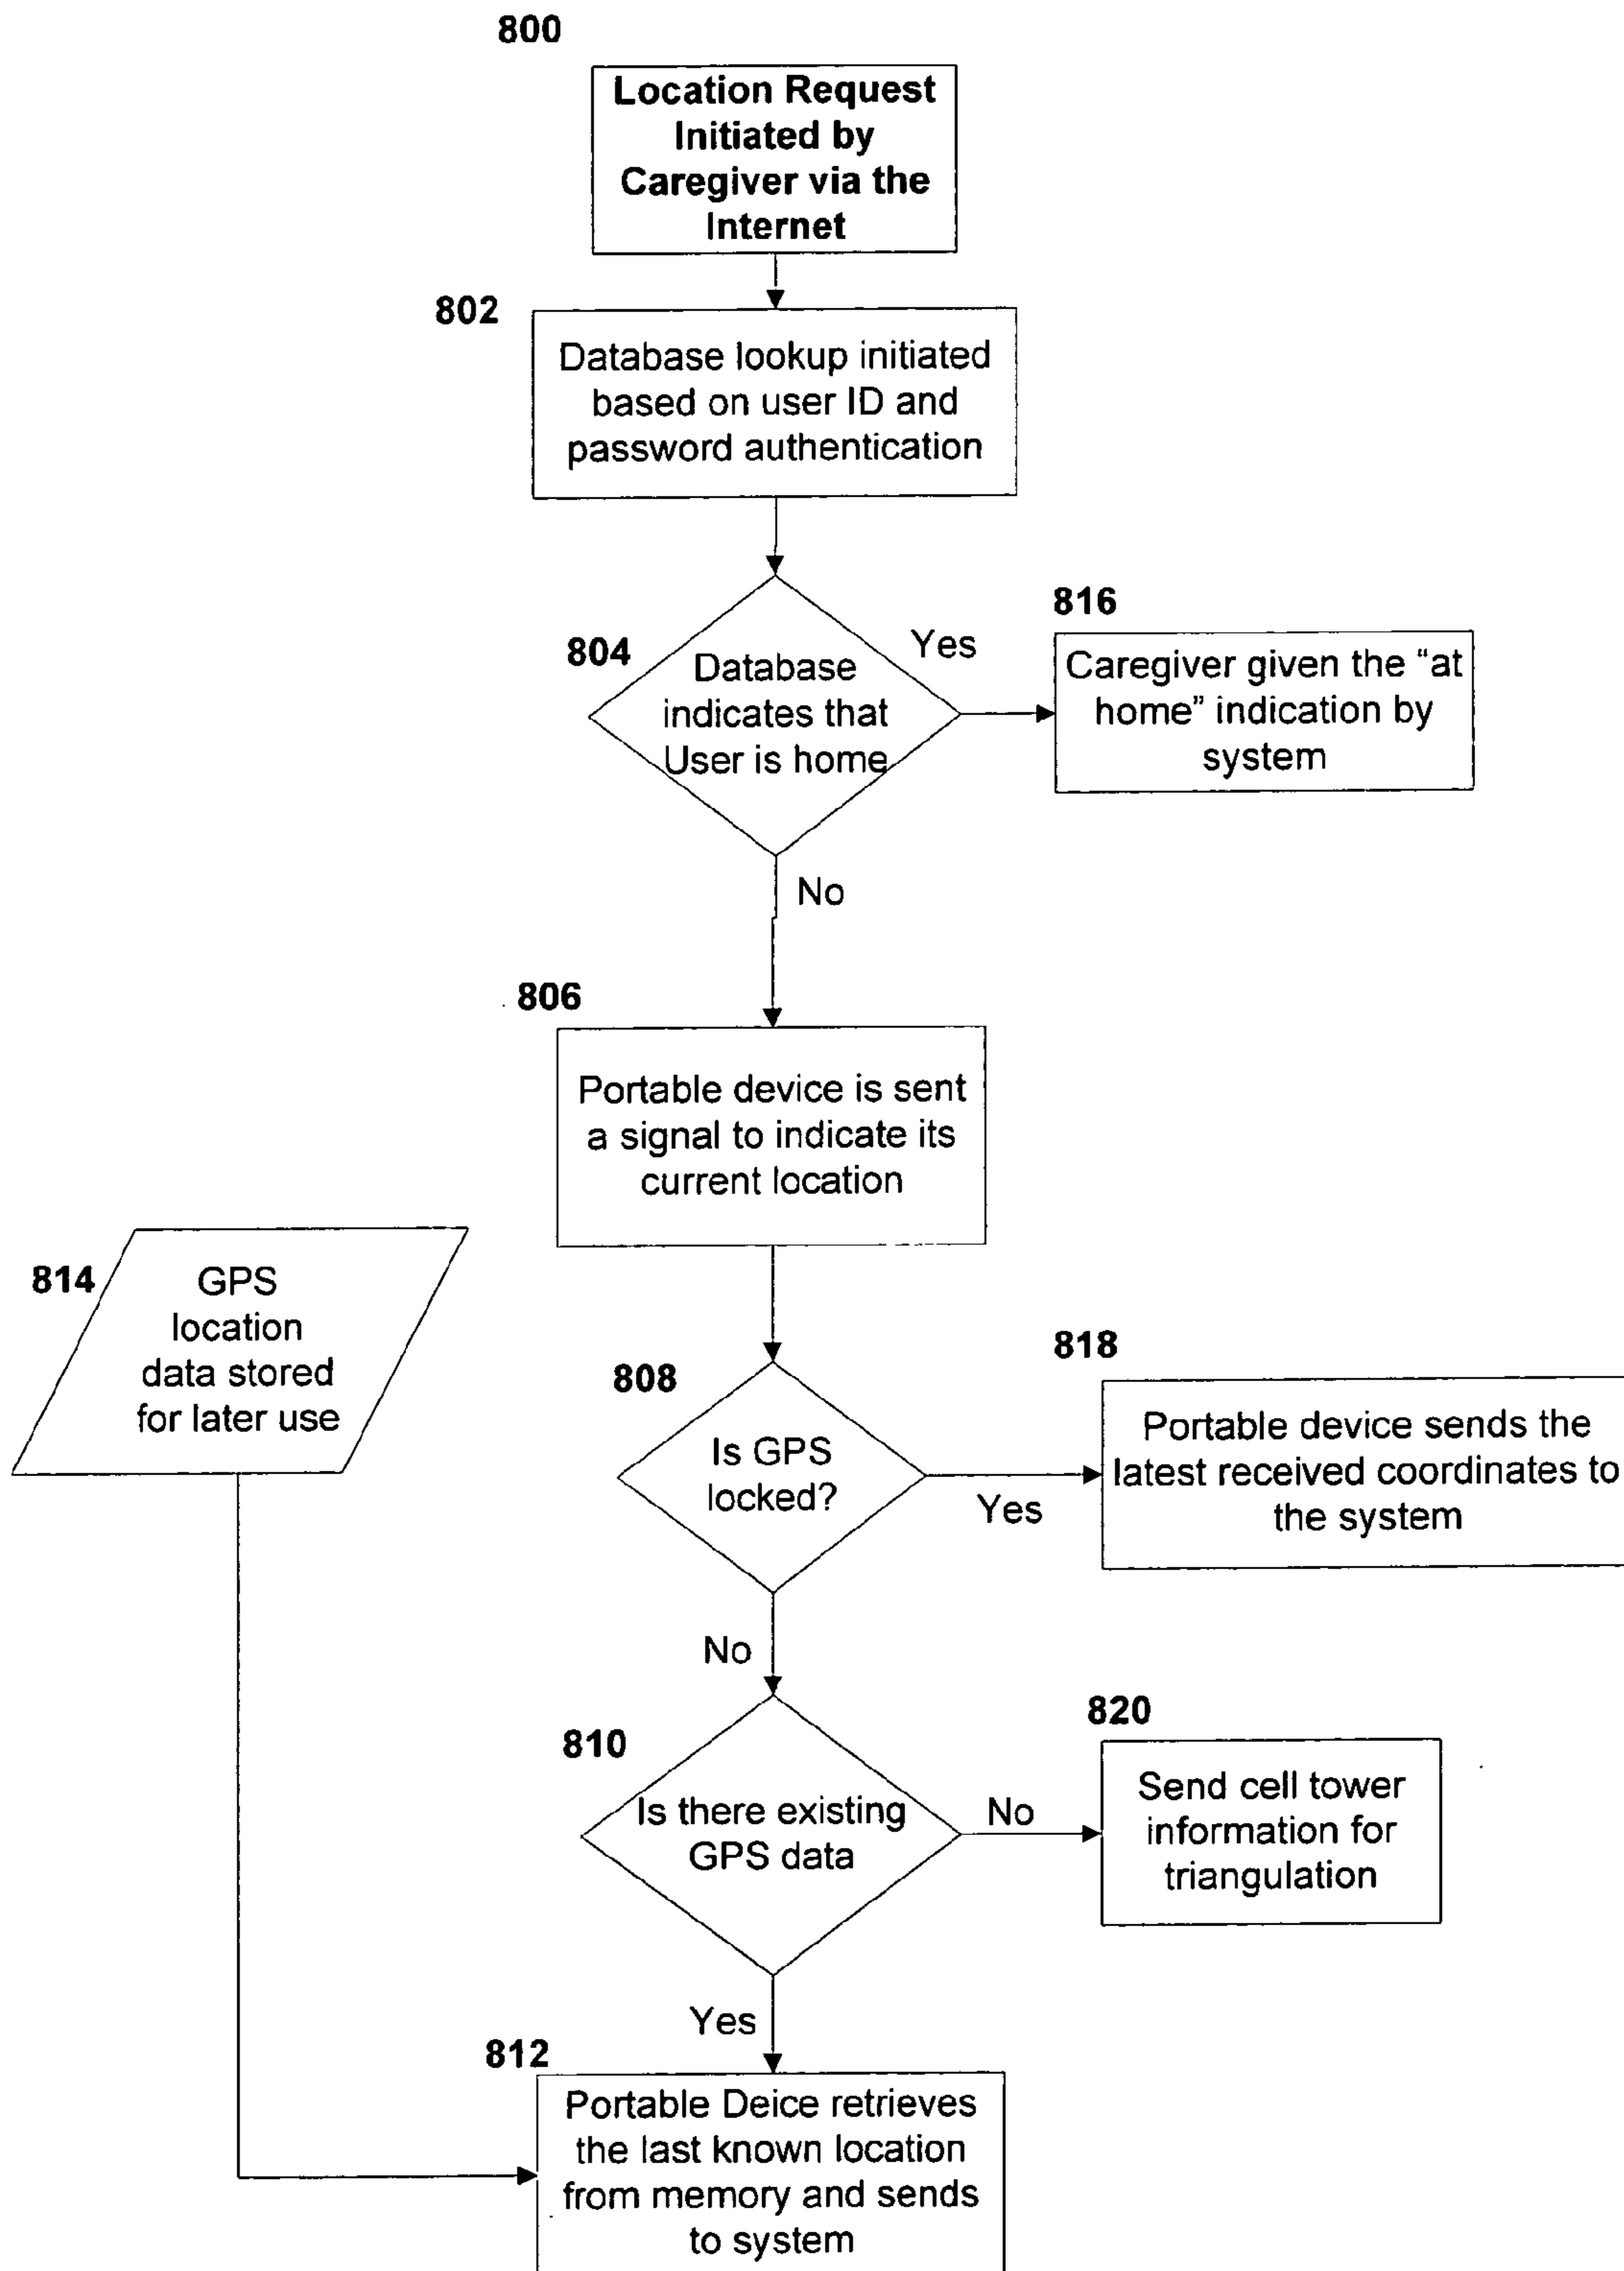 800
Location Request
Initiated by
Caregiver via the
Internet
802
Database lookup initiated
based on user ID and
password authentication
804
Database
indicates that
User is home
Yes
816
Caregiver given the “at
home” indication by
system
No
806
Portable device is sent
a signal to indicate its
current location
814
GPS
location
data stored
for later use
808
Is GPS
locked?
Yes
818
Portable device sends the
latest received coordinates to
the system
No
810
Is there existing
GPS data
No
820
Send cell tower
information for
triangulation
Yes
812
Portable Deice retrieves
the last known location
from memory and sends
to system